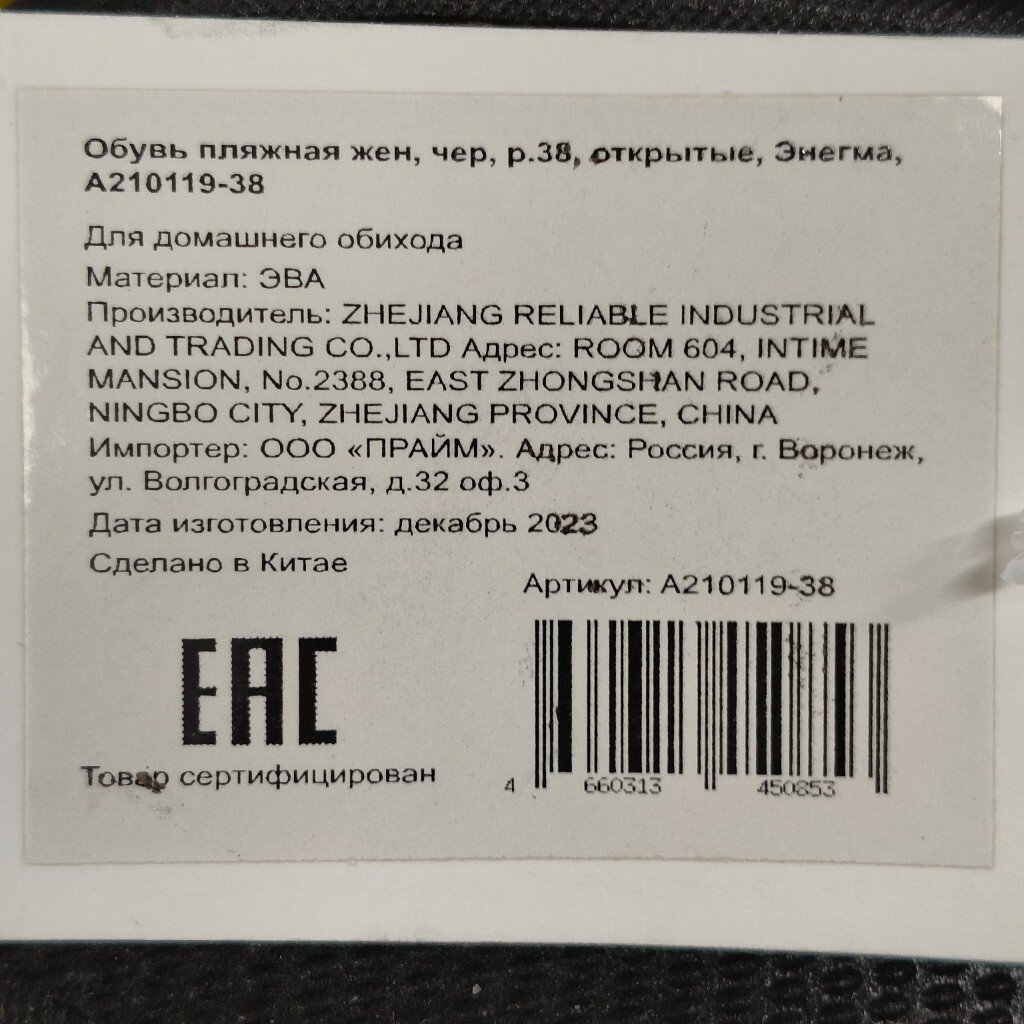 Обувь пляжная жен, чер, р.38, открытые, Энегма,
A210119-38
Для домашнего обихода
Материал: ЭВА
Производитель: ZHEJIANG RELIABLE INDUSTRIAL
AND TRADING CO.,LTD Адрес: ROOM 604, INTIME
MANSION, No.2388, EAST ZHONGSHAN ROAD,
NINGBO CITY, ZHEJIANG PROVINCE, CHINA
Импортер: ООО «ПРАЙМ». Адрес: Россия, г. Воронеж,
ул. Волгоградская, д.32 оф.3
Дата изготовления: декабрь 2023
Сделано в Китае
Артикул: A210119-38
EAC
Товар сертифицирован
4 660313 450853